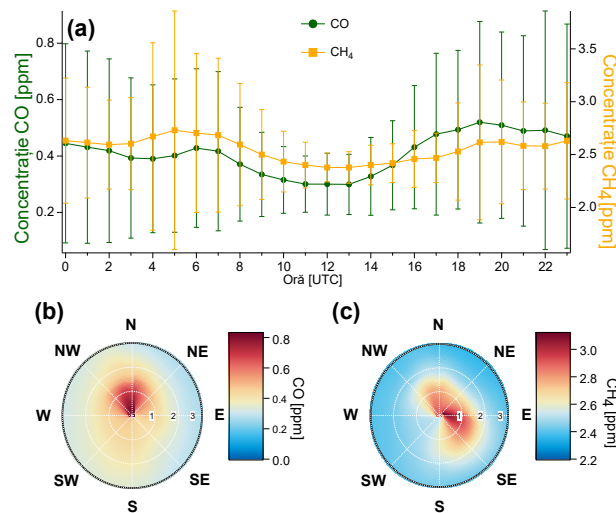 (a)
CO
CH4
Concentratie CO [ppm]
0.8
0.6
0.4
0.2
3.5
3.0
2.5
2.0
Concentrație CH4 [ppm]
0 2 4 6 8 10 12 14 16 18 20 22
Oră [UTC]
(b)
N
NW NE
W E
SW SE
S
1 2 3
0.8
0.6
0.4
0.2
0.0
CO [ppm]
(c)
N
NW NE
W E
SW SE
S
1 2 3
3.0
2.8
2.6
2.4
2.2
CH4 [ppm]